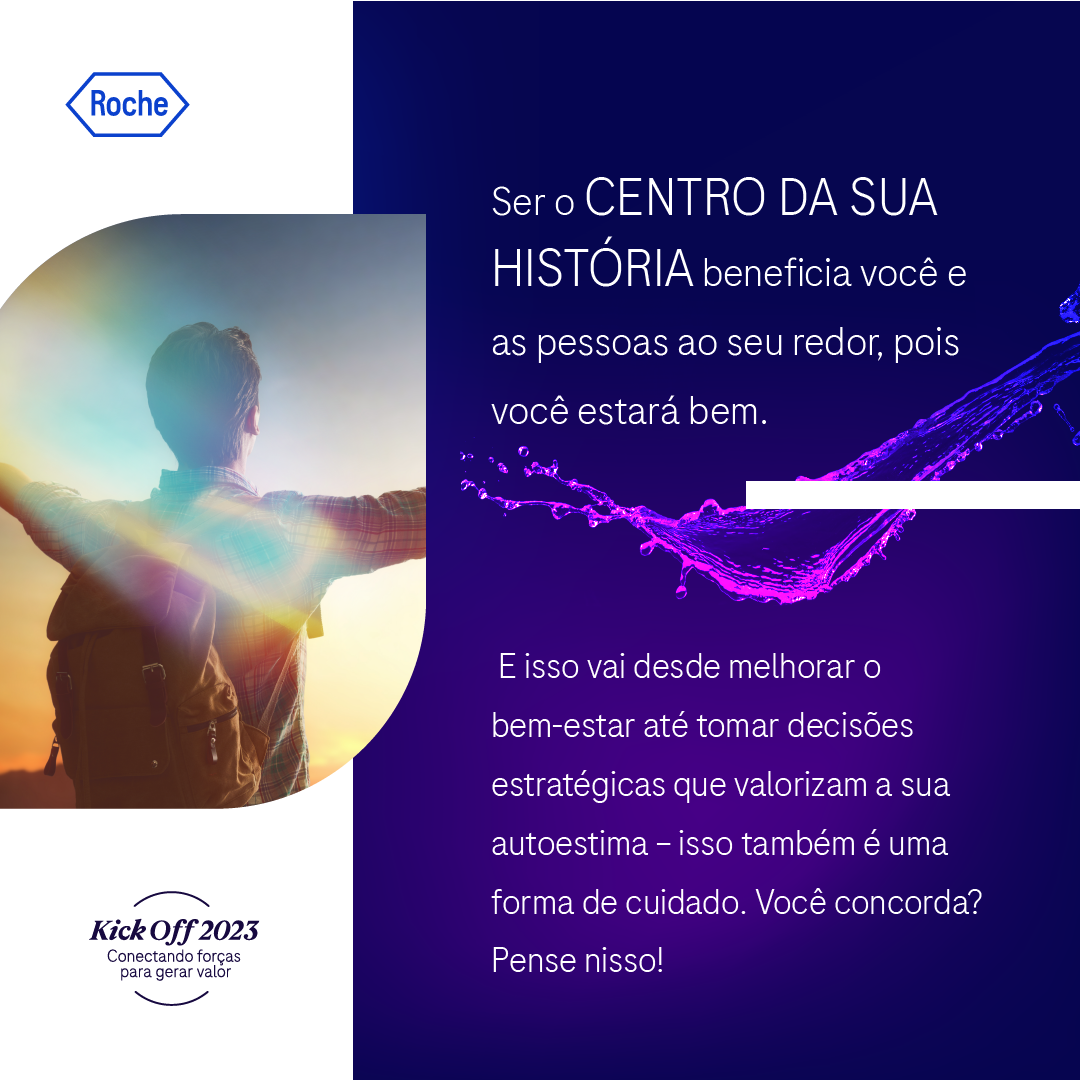 Roche
Ser o CENTRO DA SUA
HISTÓRIA beneficia você e
as pessoas ao seu redor, pois
você estará bem.
E isso vai desde melhorar o
bem-estar até tomar decisões
estratégicas que valorizam a sua
autoestima – isso também é uma
forma de cuidado. Você concorda?
Pense nisso!
Kick Off 2023
Conectando forças
para gerar valor